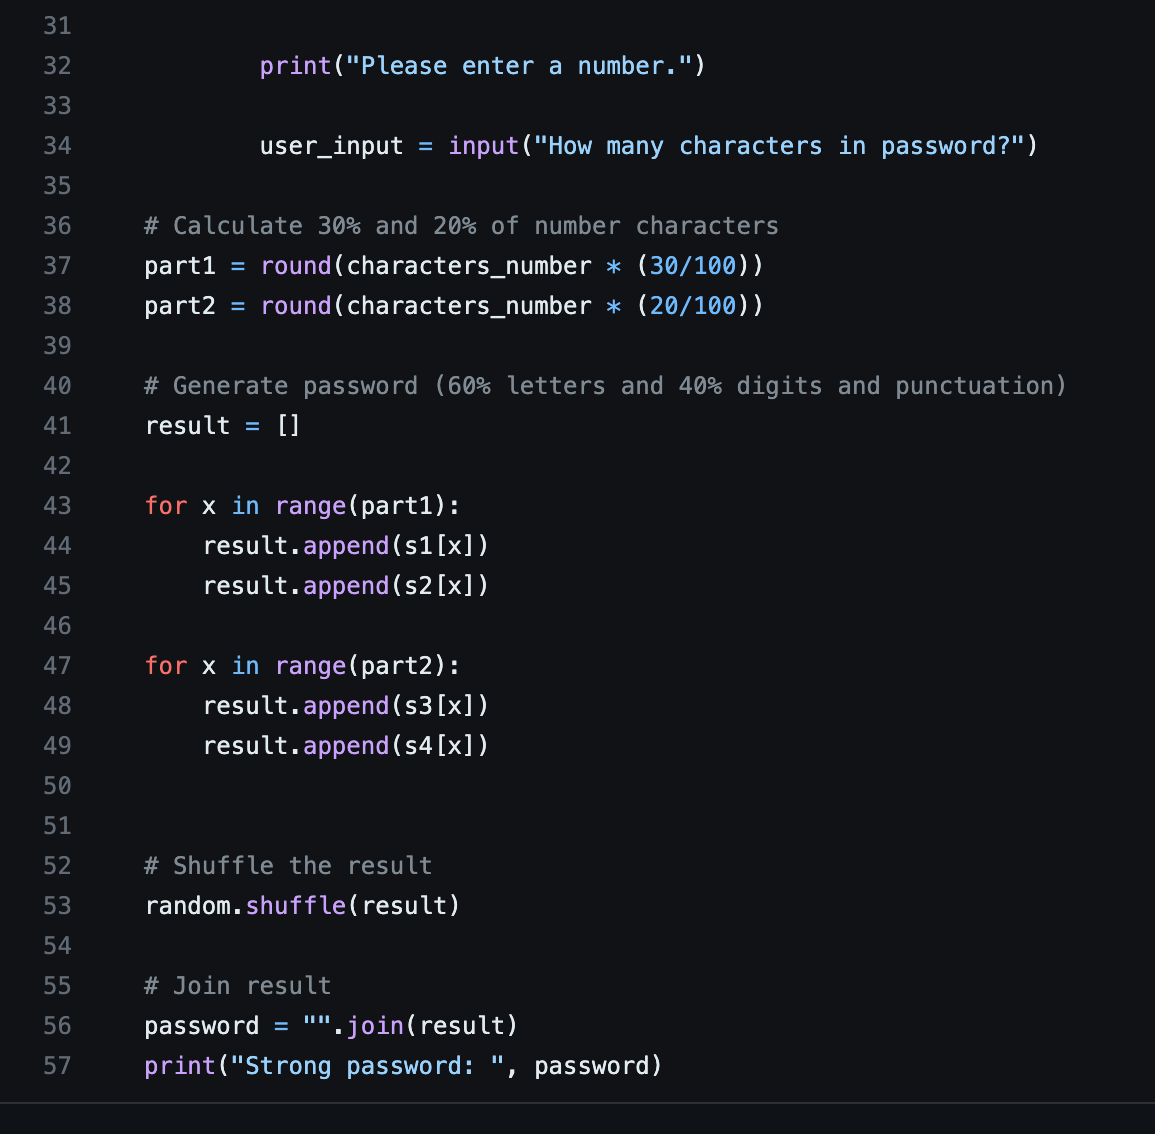 31
32 print("Please enter a number.")
33
34 user_input = input("How many characters in password?")
35
36 # Calculate 30% and 20% of number characters
37 part1 = round(characters_number * (30/100))
38 part2 = round(characters_number * (20/100))
39
40 # Generate password (60% letters and 40% digits and punctuation)
41 result = []
42
43 for x in range(part1):
44 result.append(s1[x])
45 result.append(s2[x])
46
47 for x in range(part2):
48 result.append(s3[x])
49 result.append(s4[x])
50
51
52 # Shuffle the result
53 random.shuffle(result)
54
55 # Join result
56 password = "".join(result)
57 print("Strong password: ", password)